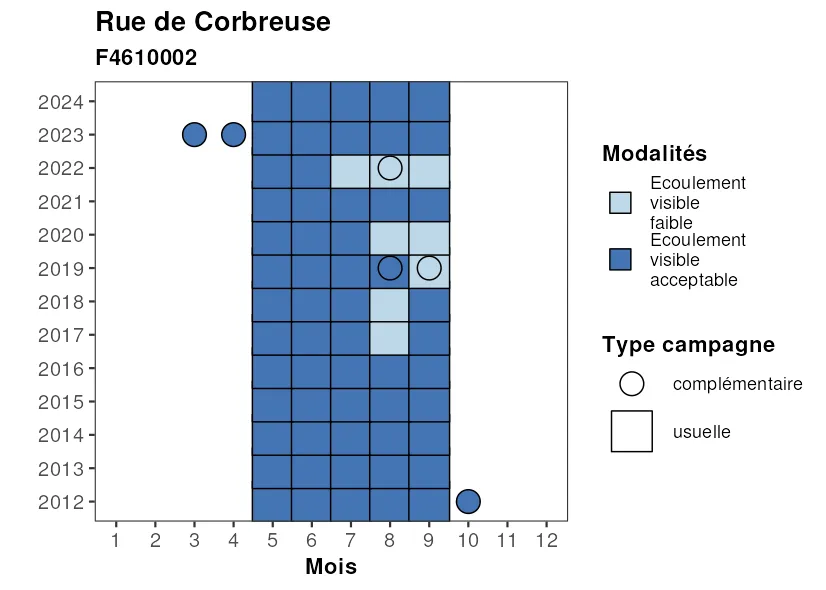 Rue de Corbreuse
F4610002
2024
2023
2022
2021
2020
2019
2018
2017
2016
2015
2014
2013
2012
1 2 3 4 5 6 7 8 9 10 11 12
Mois
Modalités
Ecoulement
visible
faible
Ecoulement
visible
acceptable
Type campagne
complémentaire
usuelle